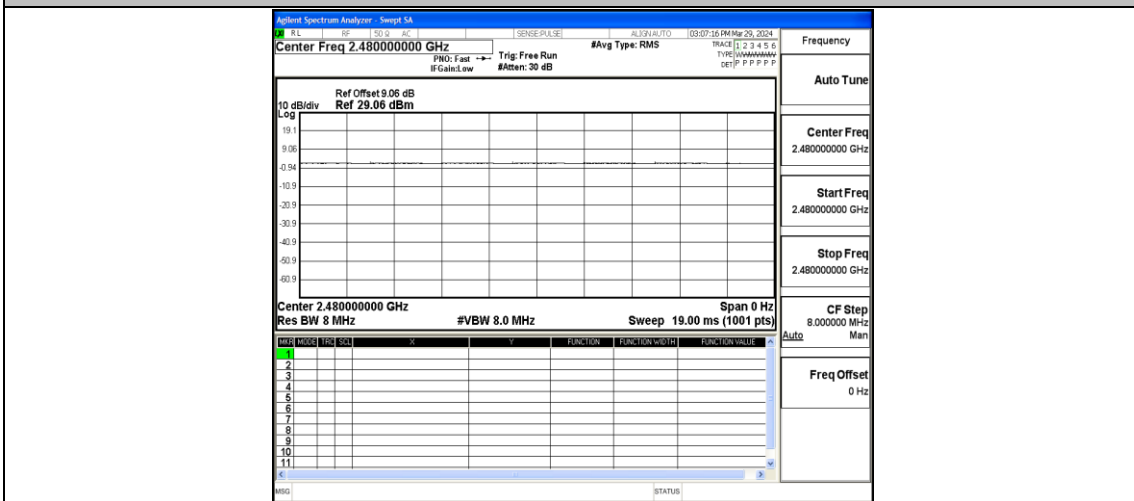 Agilent Spectrum Analyzer - Swept SA
RL RF 50 Ω AC SENSE:PULSE ALIGNAUTO 03:07:16 PM Mar 29, 2024
Center Freq 2.480000000 GHz
PNO: Fast
IFGain:Low
Trig: Free Run
#Atten: 30 dB
#Avg Type: RMS
TRACE 1 2 3 4 5 6
TYPE
DET P P P P P P
Ref Offset 9.06 dB
10 dB/div Ref 29.06 dBm
Log
19.1
9.06
-0.94
-10.9
-20.9
-30.9
-40.9
-50.9
-60.9
Center 2.480000000 GHz Span 0 Hz
Res BW 8 MHz #VBW 8.0 MHz Sweep 19.00 ms (1001 pts)
MKR MODE TRC SCL X Y FUNCTION FUNCTION WIDTH FUNCTION VALUE
1
2
3
4
5
6
7
8
9
10
11
MSG STATUS
Frequency
Auto Tune
Center Freq
2.480000000 GHz
Start Freq
2.480000000 GHz
Stop Freq
2.480000000 GHz
CF Step
8.000000 MHz
Auto Man
Freq Offset
0 Hz